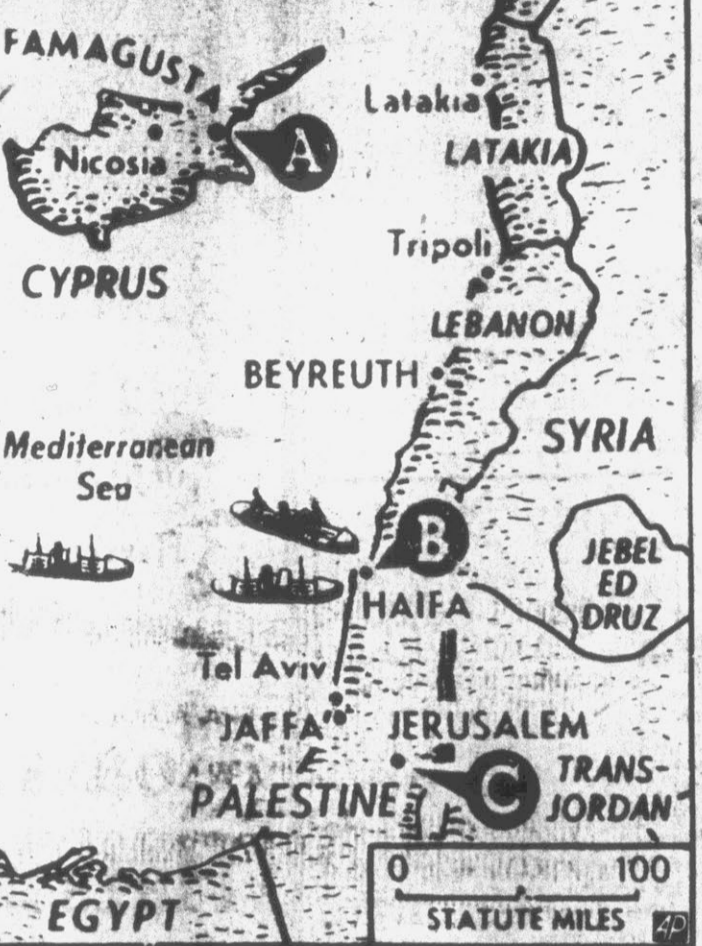 FAMAGUSTA
Nicosia
A
CYPRUS
Latakia
LATAKIA
Tripoli
LEBANON
BEYREUTH
SYRIA
Mediterranean
Sea
B
HAIFA
JEBEL
ED
DRUZ
Tel Aviv
JAFFA
JERUSALEM
C
TRANS-
JORDAN
PALESTINE
EGYPT
0 100
STATUTE MILES
AP